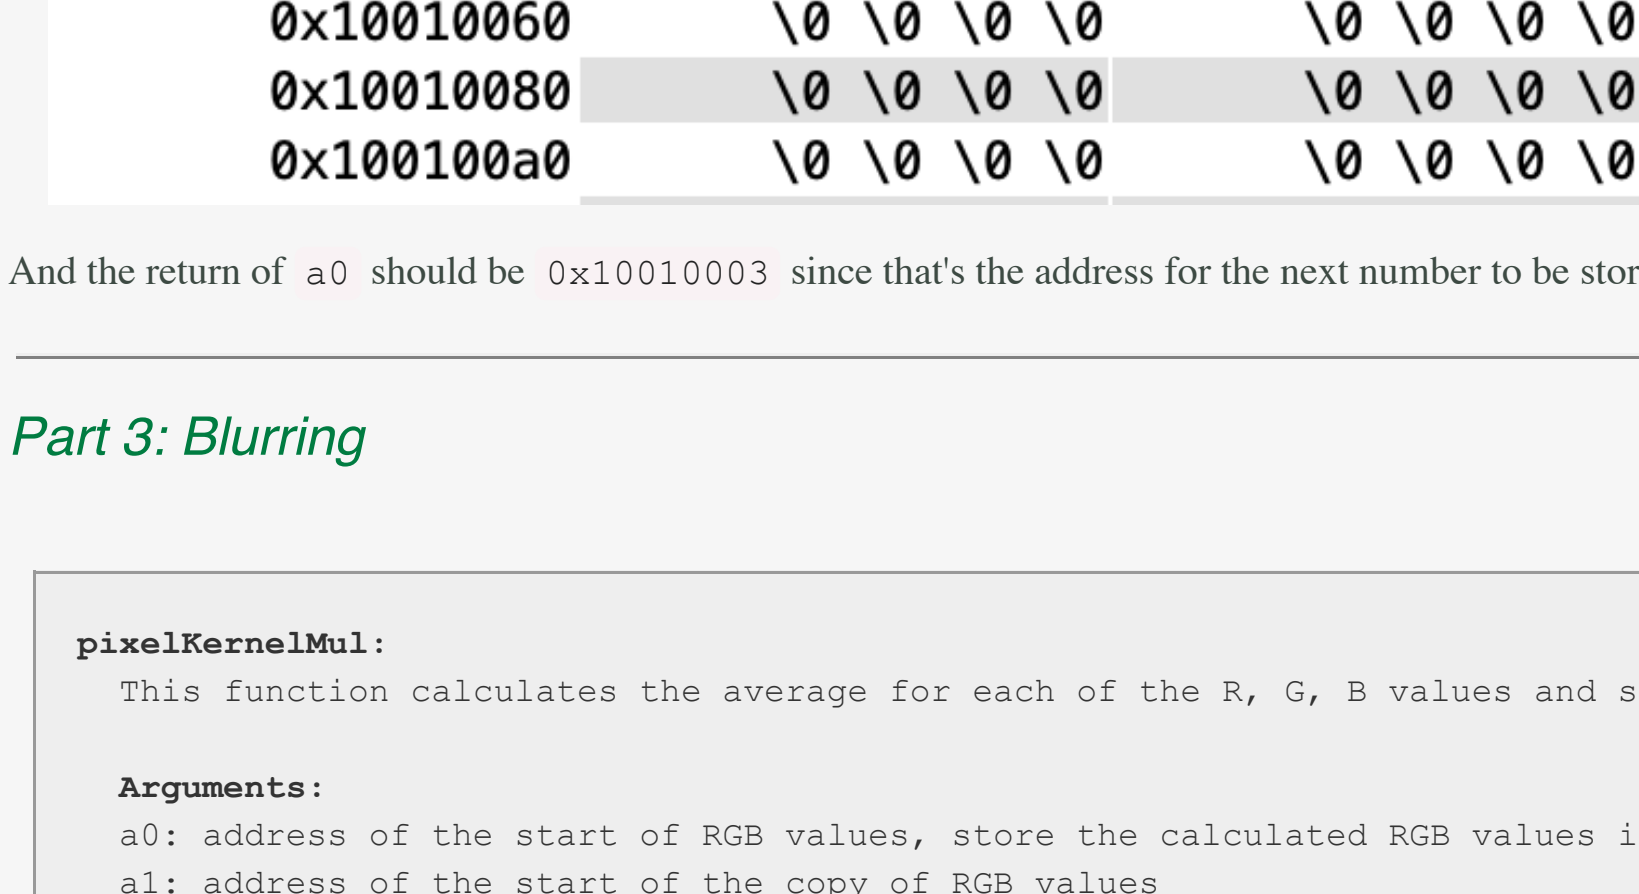 0x10010060 \0 \0 \0 \0 \0 \0 \0 \0
0x10010080 \0 \0 \0 \0 \0 \0 \0 \0
0x100100a0 \0 \0 \0 \0 \0 \0 \0 \0
And the return of a0 should be 0x10010003 since that's the address for the next number to be stor
Part 3: Blurring
pixelKernelMul:
This function calculates the average for each of the R, G, B values and s
Arguments:
a0: address of the start of RGB values, store the calculated RGB values i
a1: address of the start of the copy of RGB values